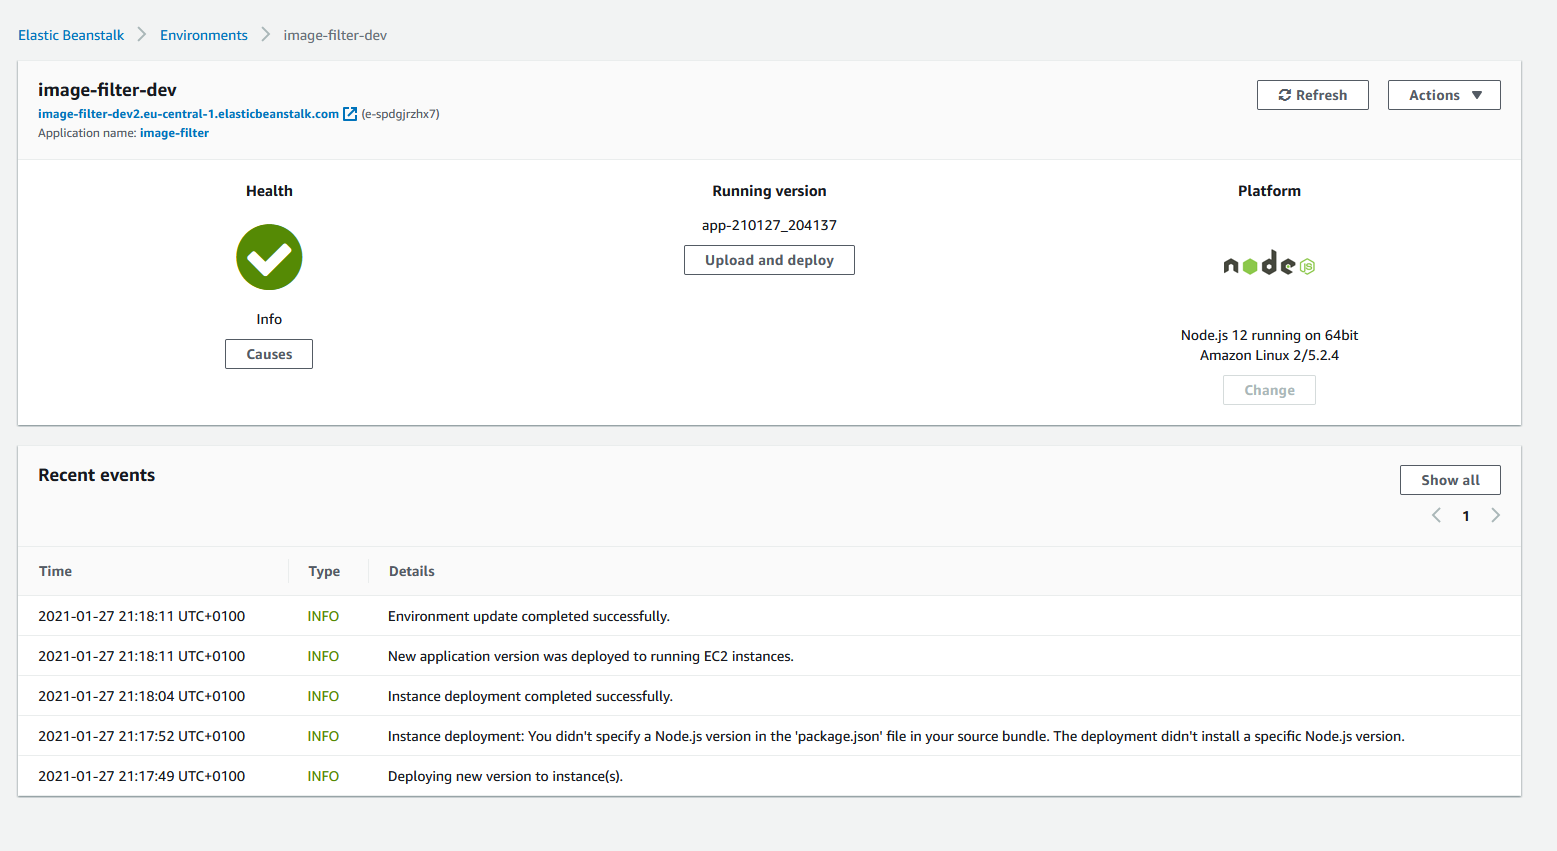 Elastic Beanstalk > Environments > image-filter-dev
image-filter-dev
image-filter-dev2.eu-central-1.elasticbeanstalk.com (e-spdgjrzhx7)
Application name: image-filter
Refresh
Actions
Health
Running version
Platform
app-210127_204137
Upload and deploy
node JS
Info
Causes
Node.js 12 running on 64bit
Amazon Linux 2/5.2.4
Change
Recent events
Show all
1
Time Type Details
2021-01-27 21:18:11 UTC+0100 INFO Environment update completed successfully.
2021-01-27 21:18:11 UTC+0100 INFO New application version was deployed to running EC2 instances.
2021-01-27 21:18:04 UTC+0100 INFO Instance deployment completed successfully.
2021-01-27 21:17:52 UTC+0100 INFO Instance deployment: You didn't specify a Node.js version in the 'package.json' file in your source bundle. The deployment didn't install a specific Node.js version.
2021-01-27 21:17:49 UTC+0100 INFO Deploying new version to instance(s).